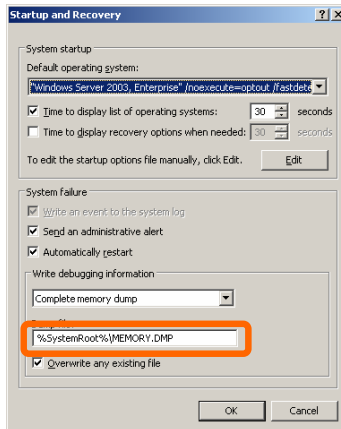 Startup and Recovery
System startup
Default operating system:
"Windows Server 2003, Enterprise" /noexecute=optout /fastdete
Time to display list of operating systems: 30 seconds
Time to display recovery options when needed: 30 seconds
To edit the startup options file manually, click Edit. Edit
System failure
Write an event to the system log
Send an administrative alert
Automatically restart
Write debugging information
Complete memory dump
%SystemRoot%\MEMORY.DMP
Overwrite any existing file
OK Cancel